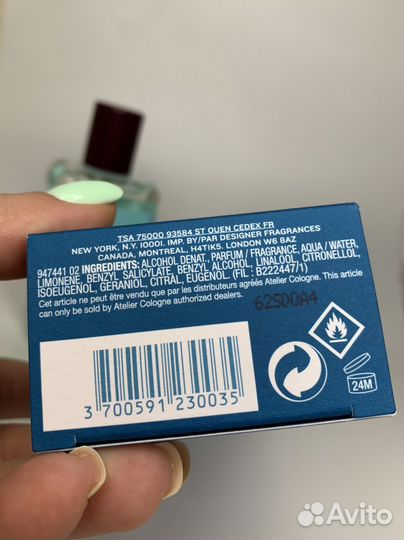 TSA 75000 93584 ST OUEN CEDEX FR
NEW YORK, N.Y. 10001. IMP. BY/PAR DESIGNER FRAGRANCES
CANADA, MONTREAL, H4T1K5. LONDON W6 8AZ
947441 02 INGREDIENTS: ALCOHOL DENAT., PARFUM / FRAGRANCE, AQUA / WATER,
LIMONENE, BENZYL SALICYLATE, BENZYL ALCOHOL, LINALOOL, CITRONELLOL,
ISOEUGENOL, GERANIOL, CITRAL, EUGENOL (FIL : B222447/1)
Cet article ne peut être vendu que par les distributeurs agréés Atelier Cologne. This article
can only be sold by Atelier Cologne authorized dealers.
62SD0A4
24M
3 700591 230035
Avito